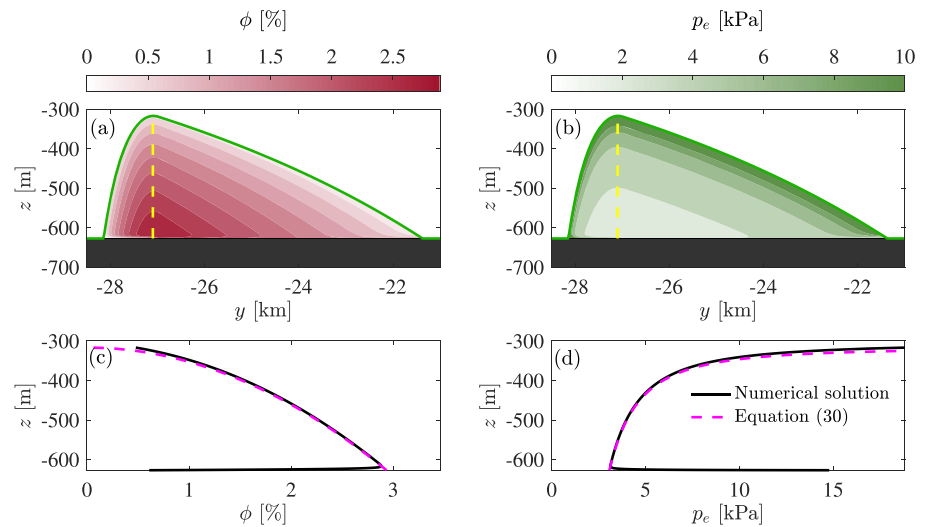 ϕ [%]
0 0.5 1 1.5 2 2.5
p_e [kPa]
0 2 4 6 8 10
(a)
-300
-400
-500
-600
-700
z [m]
-28 -26 -24 -22
y [km]
(b)
-300
-400
-500
-600
-700
z [m]
-28 -26 -24 -22
y [km]
(c)
-300
-400
-500
-600
z [m]
0 1 2 3
ϕ [%]
(d)
-300
-400
-500
-600
z [m]
Numerical solution
Equation (30)
0 5 10 15
p_e [kPa]